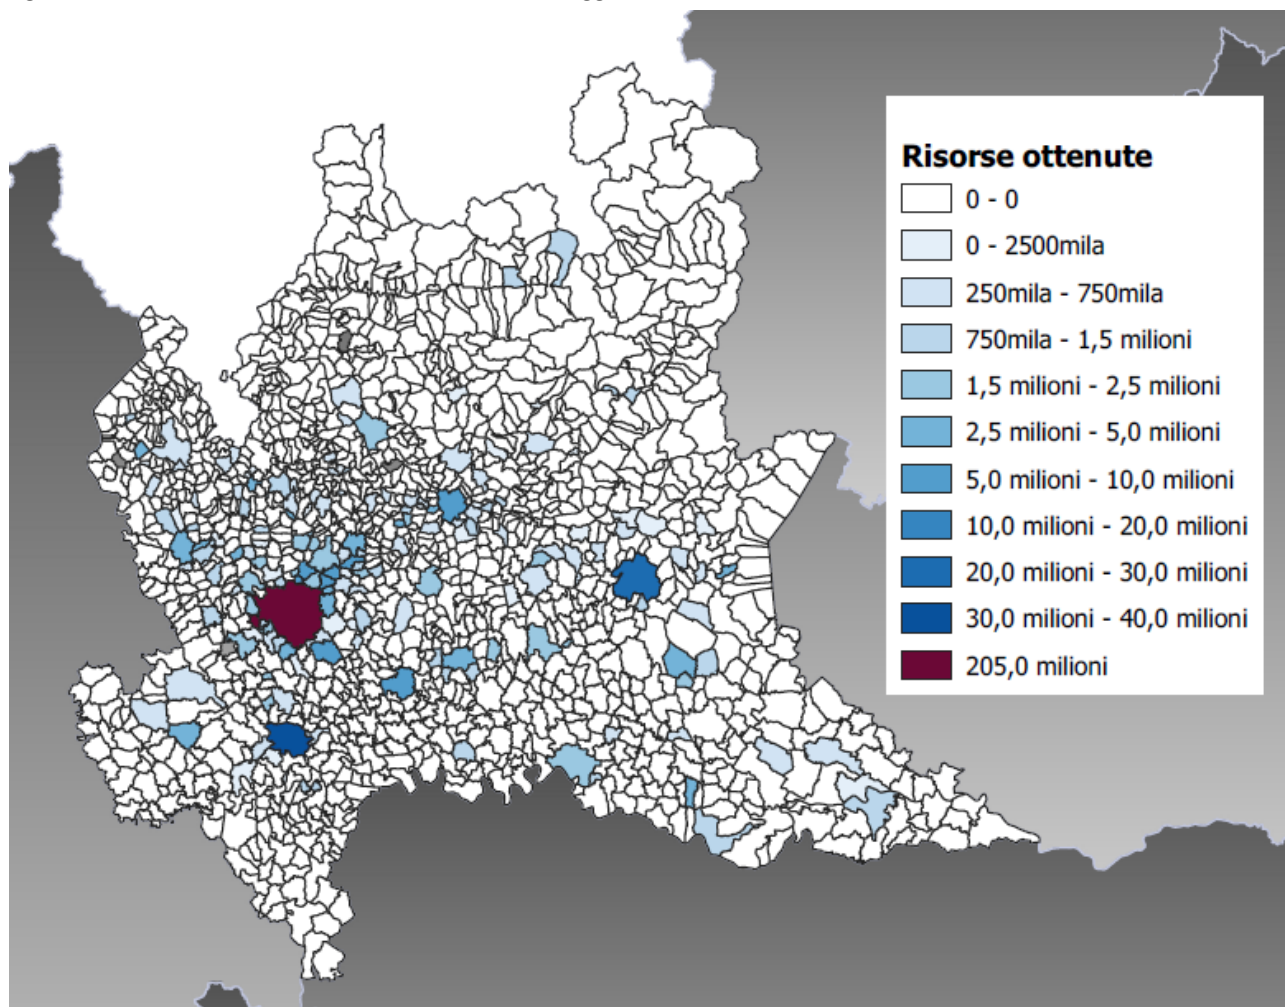 Risorse ottenute
0 - 0
0 - 2500mila
250mila - 750mila
750mila - 1,5 milioni
1,5 milioni - 2,5 milioni
2,5 milioni - 5,0 milioni
5,0 milioni - 10,0 milioni
10,0 milioni - 20,0 milioni
20,0 milioni - 30,0 milioni
30,0 milioni - 40,0 milioni
205,0 milioni